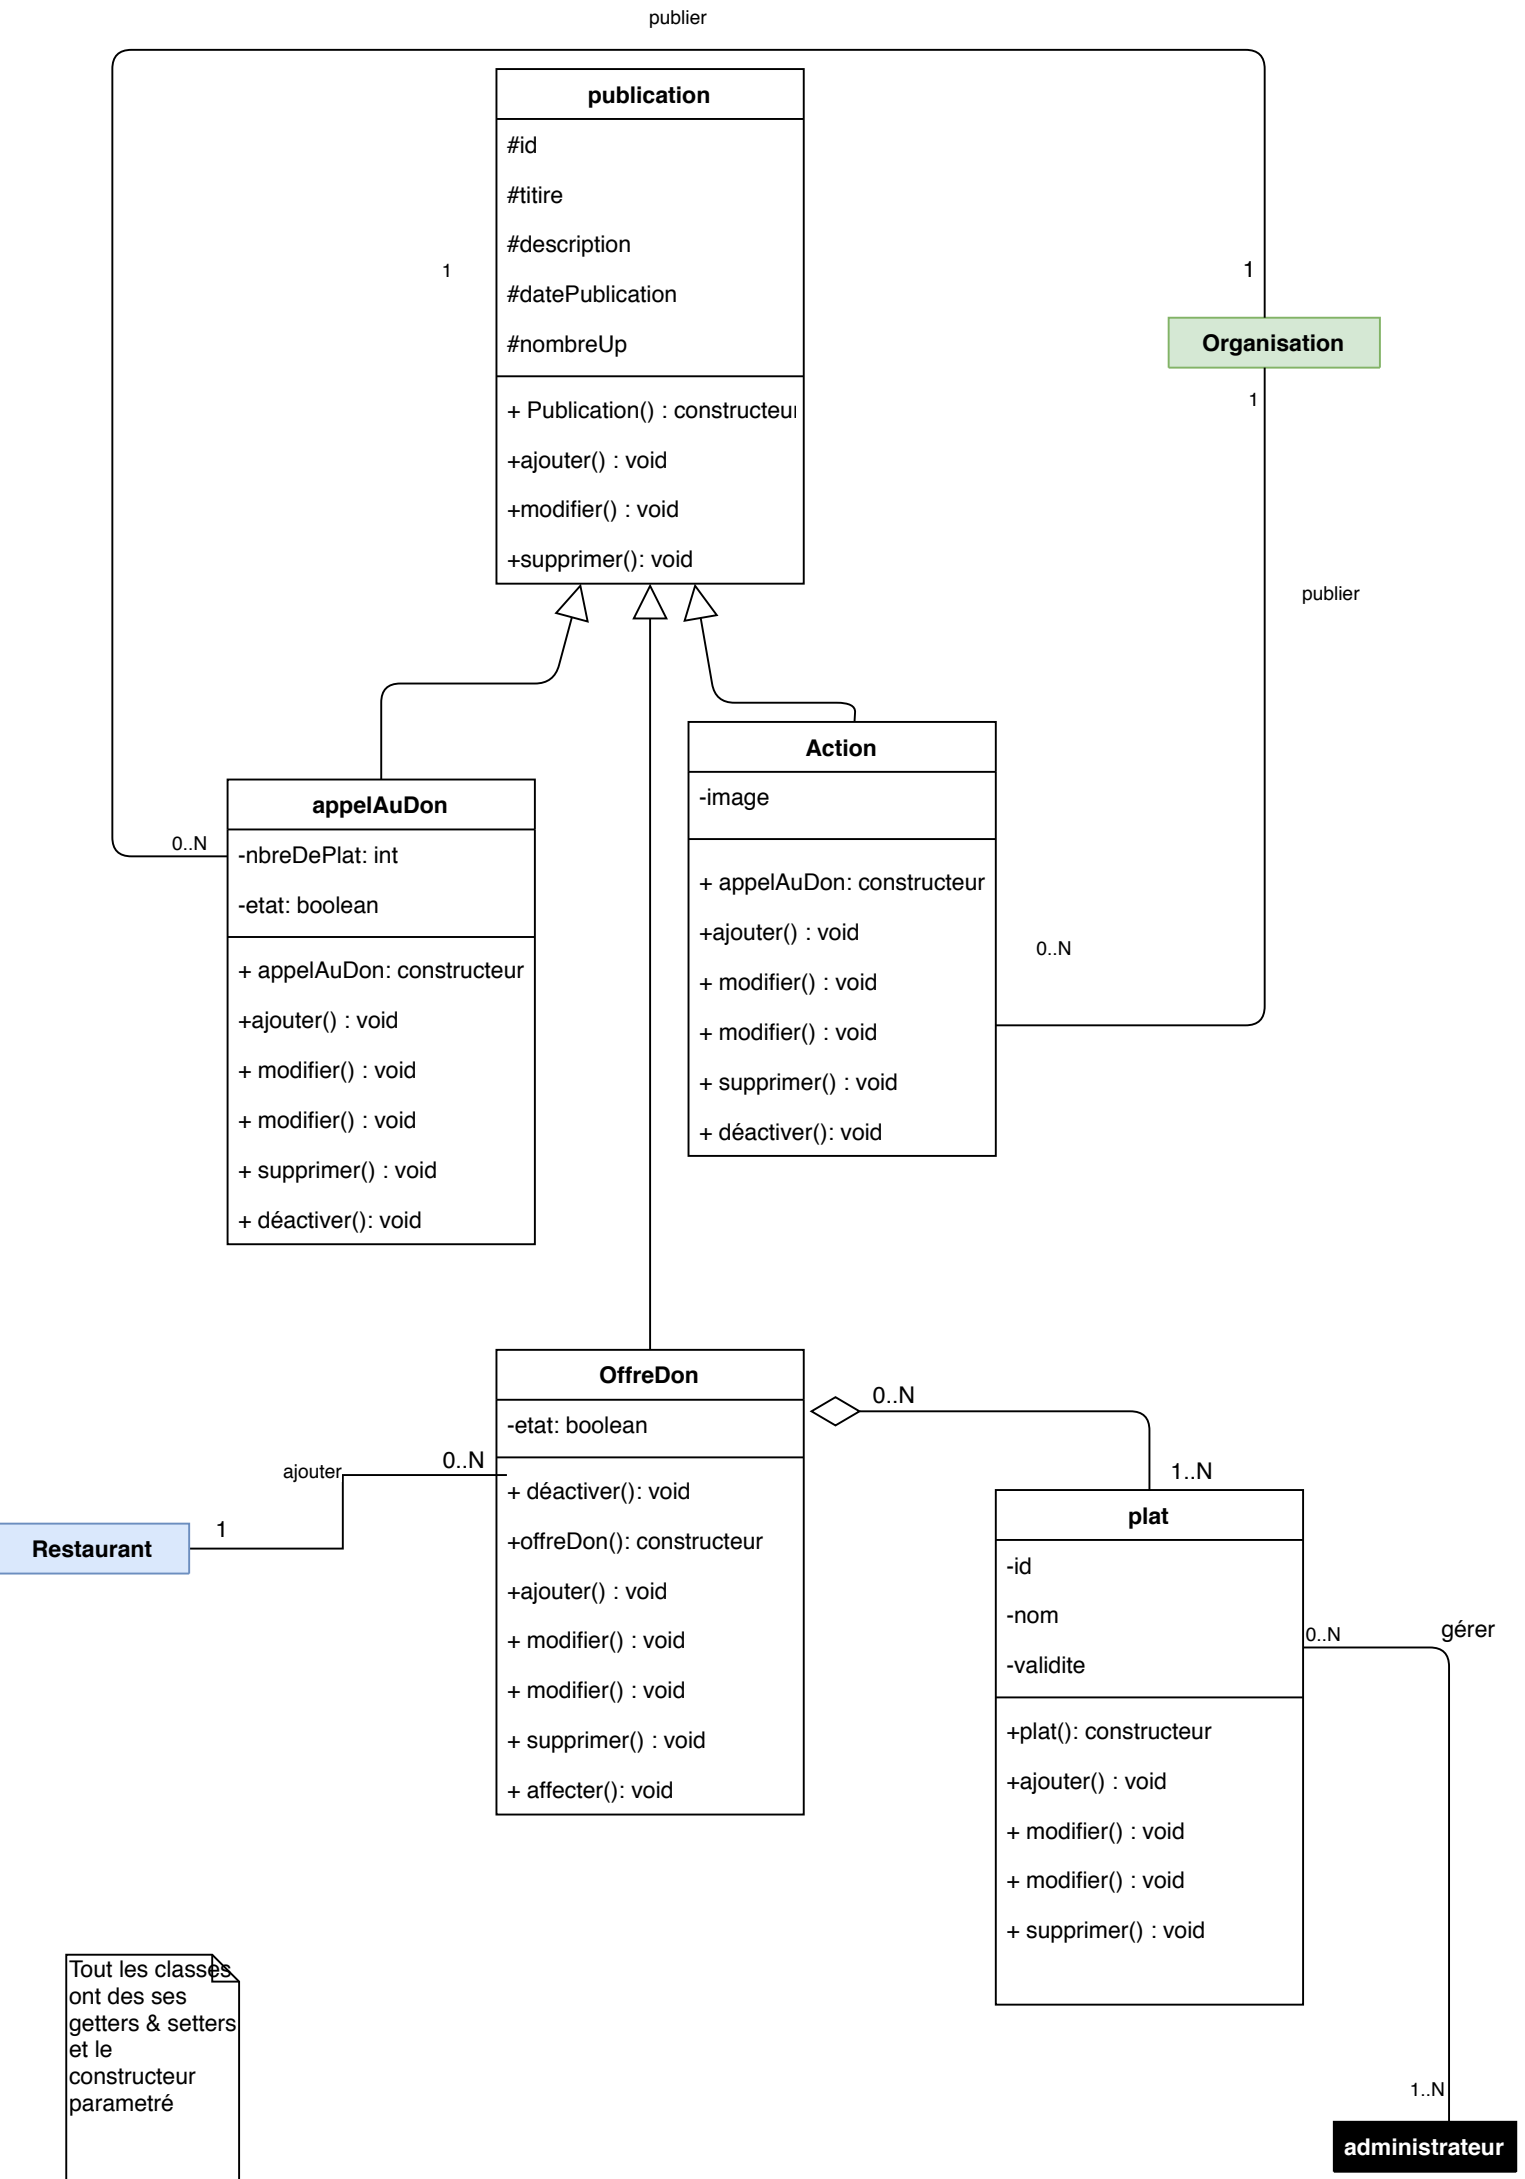 publier
publication
#id
#titire
#description
#datePublication
#nombreUp
+ Publication() : constructeur
+ajouter() : void
+modifier() : void
+supprimer(): void
1
1
Organisation
1
publier
appelAuDon
0..N
-nbreDePlat: int
-etat: boolean
+ appelAuDon: constructeur
+ajouter() : void
+ modifier() : void
+ modifier() : void
+ supprimer() : void
+ déactiver(): void
Action
-image
+ appelAuDon: constructeur
+ajouter() : void
+ modifier() : void
+ modifier() : void
+ supprimer() : void
+ déactiver(): void
0..N
OffreDon
-etat: boolean
+ déactiver(): void
+offreDon(): constructeur
+ajouter() : void
+ modifier() : void
+ modifier() : void
+ supprimer() : void
+ affecter(): void
0..N
1..N
ajouter
0..N
1
Restaurant
plat
-id
-nom
-validite
+plat(): constructeur
+ajouter() : void
+ modifier() : void
+ modifier() : void
+ supprimer() : void
0..N
gérer
1..N
administrateur
Tout les classes
ont des ses
getters & setters
et le
constructeur
parametré